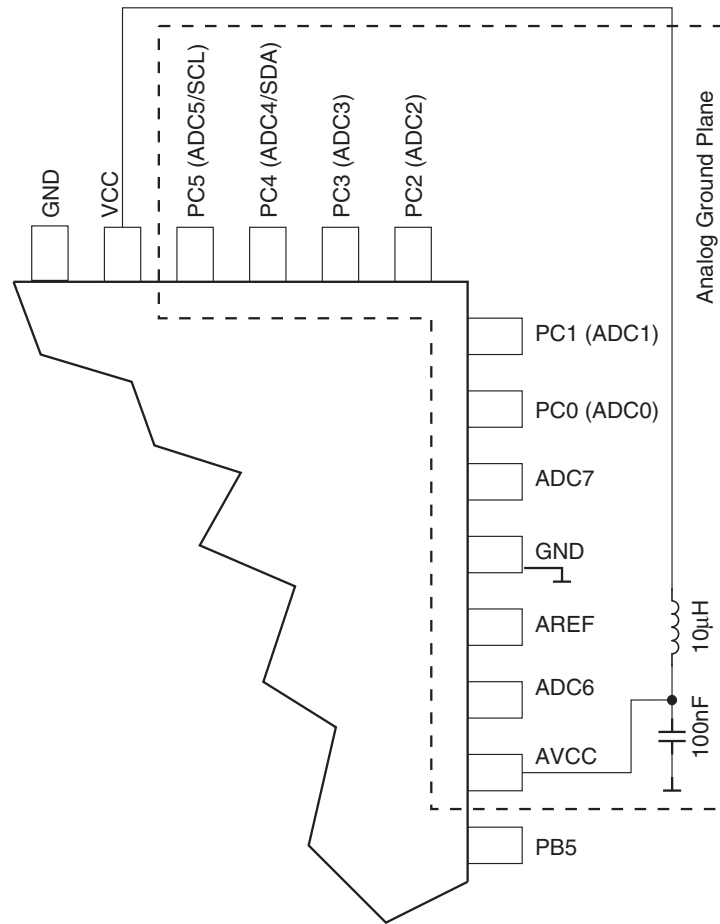 GND
VCC
PC5 (ADC5/SCL)
PC4 (ADC4/SDA)
PC3 (ADC3)
PC2 (ADC2)
Analog Ground Plane
PC1 (ADC1)
PC0 (ADC0)
ADC7
GND
AREF
ADC6
AVCC
PB5
10µH
100nF